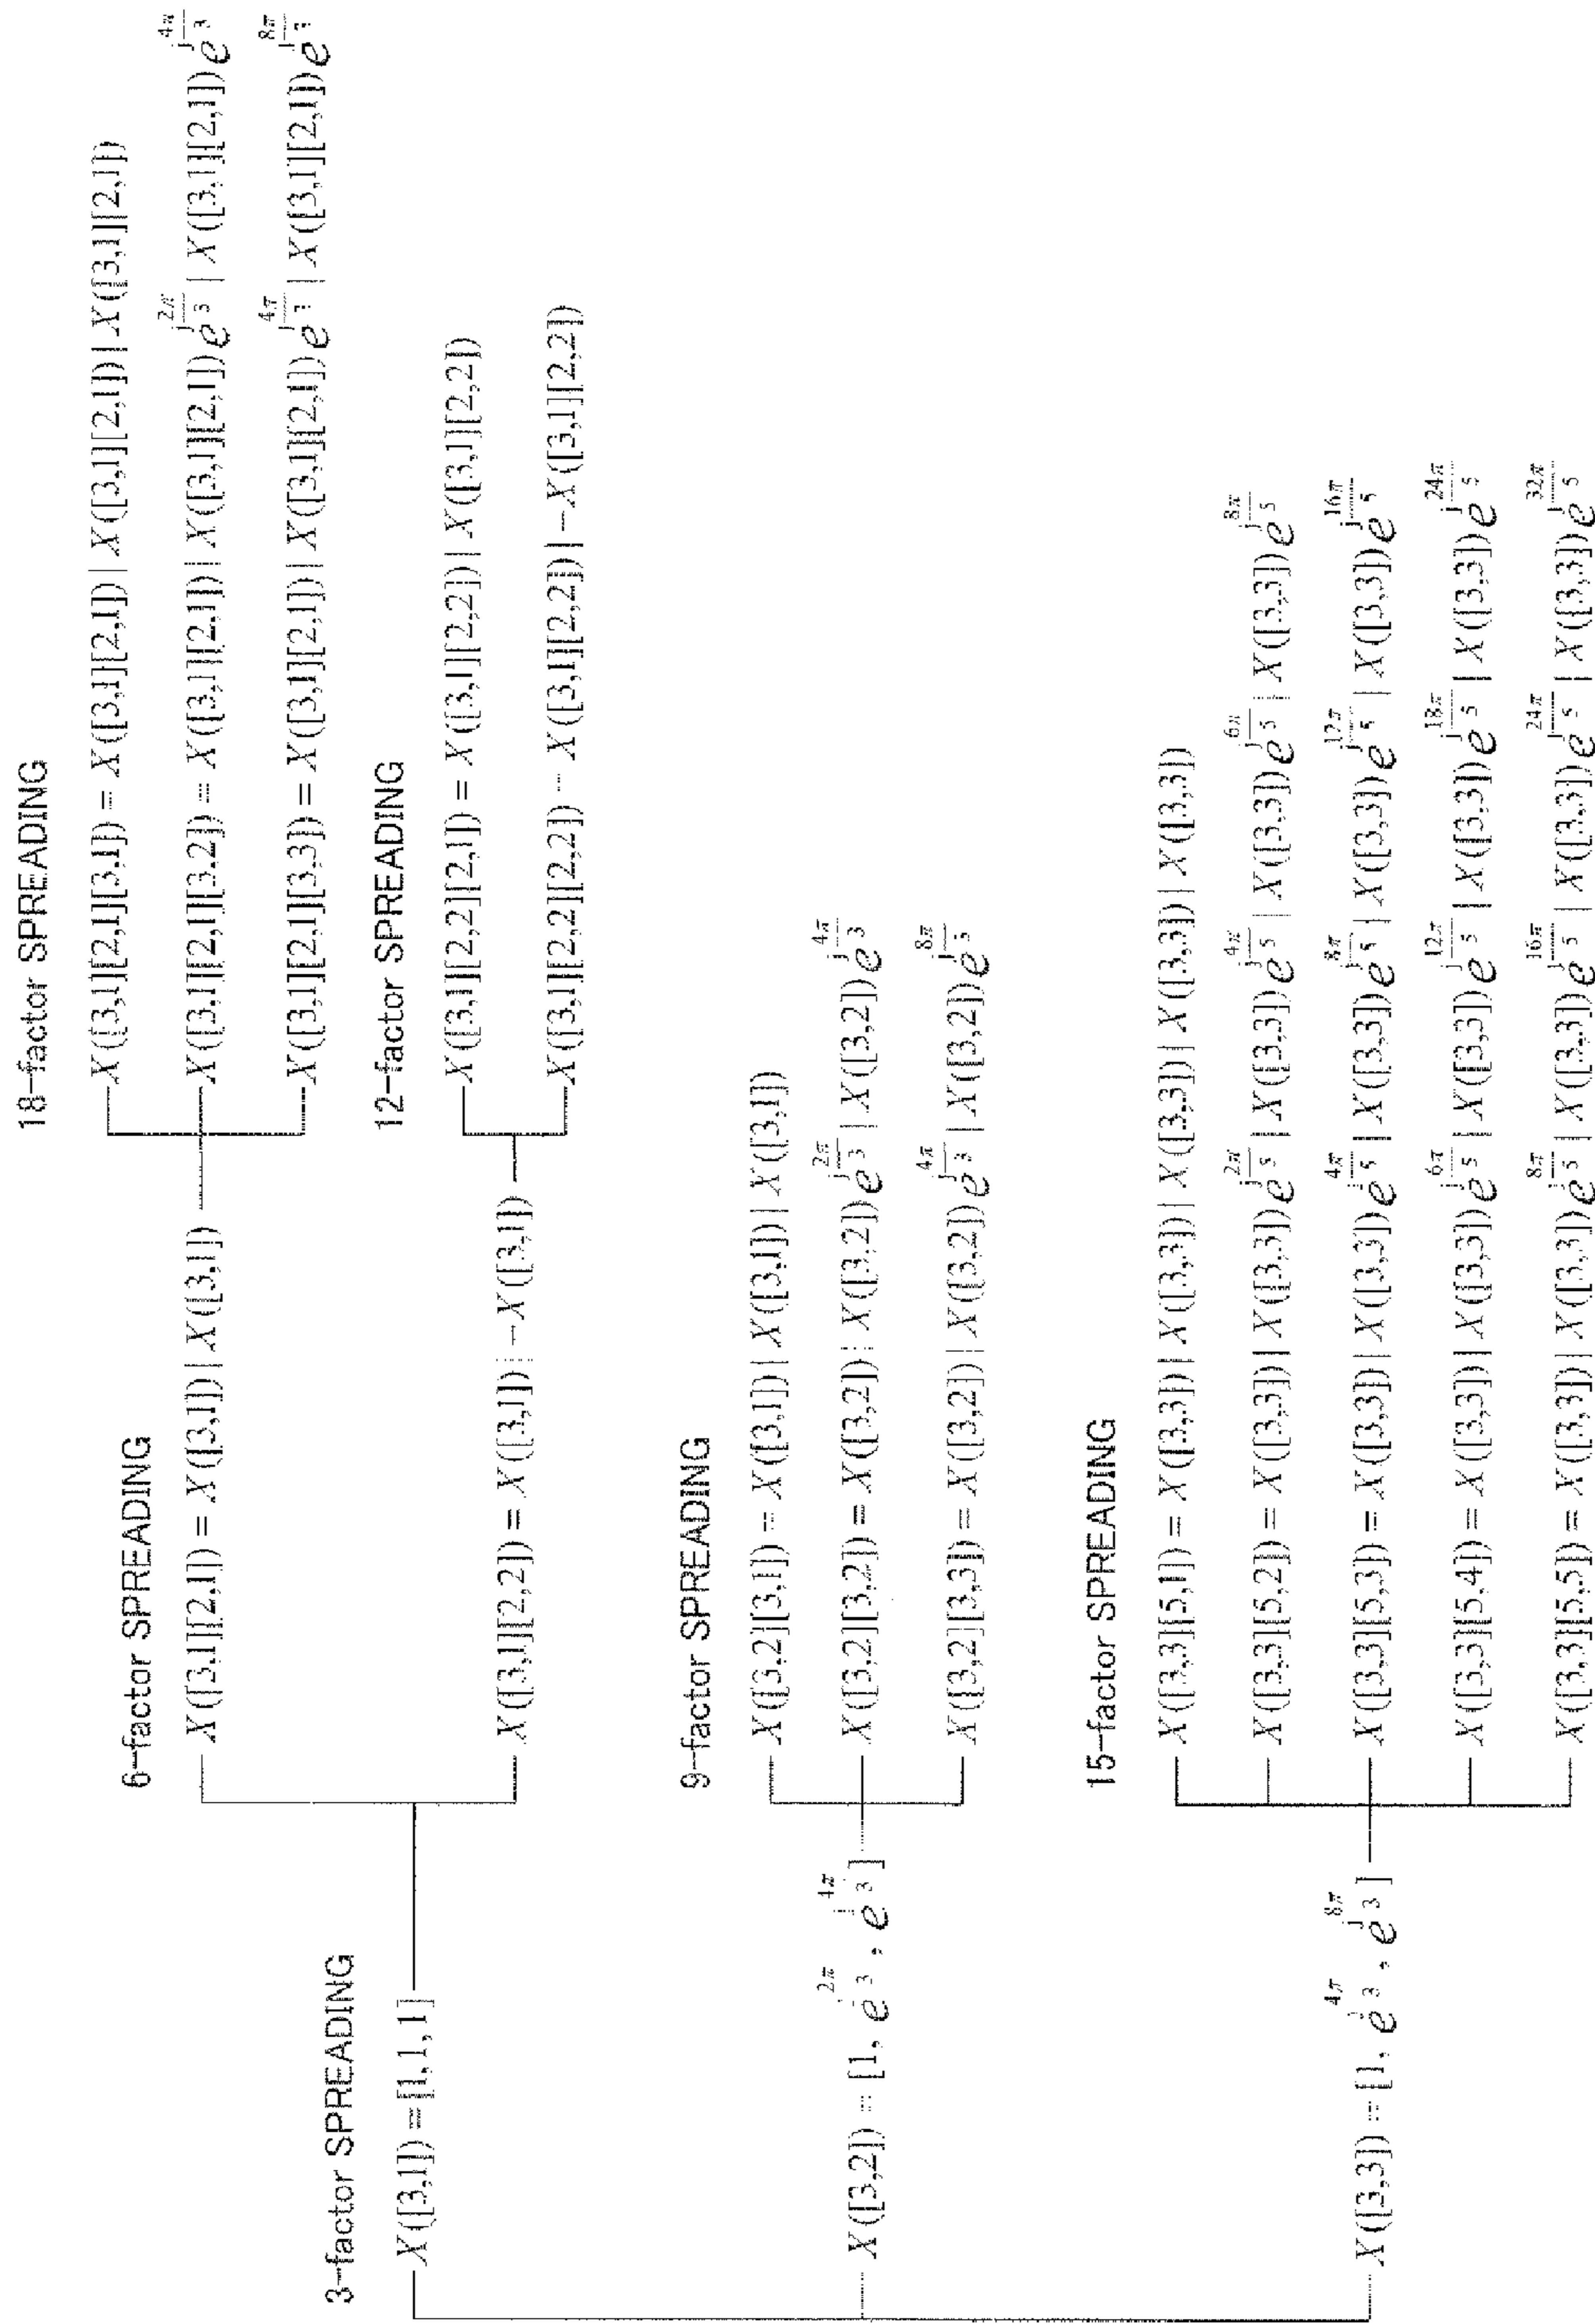 18-factor SPREADING
X([3,1][2,1][3,1]) = X([3,1][2,1]) | X([3,1][2,1]) | X([3,1][2,1])
X([3,1][2,1][3,2]) = X([3,1][2,1]) | X([3,1][2,1])e^{j2π/3} | X([3,1][2,1])e^{j4π/3}
X([3,1][2,1][3,3]) = X([3,1][2,1]) | X([3,1][2,1])e^{j4π/3} | X([3,1][2,1])e^{j8π/3}
6-factor SPREADING
X([3,1][2,1]) = X([3,1]) | X([3,1])
12-factor SPREADING
X([3,1][2,2][2,1]) = X([3,1][2,2]) | X([3,1][2,2])
X([3,1][2,2][2,2]) = X([3,1][2,2]) | −X([3,1][2,2])
X([3,1][2,2]) = X([3,1]) | −X([3,1])
3-factor SPREADING
X([3,1]) = [1,1,1]
9-factor SPREADING
X([3,2][3,1]) = X([3,1]) | X([3,1]) | X([3,1])
X([3,2][3,2]) = X([3,2]) | X([3,2])e^{j2π/3} | X([3,2])e^{j4π/3}
X([3,2][3,3]) = X([3,2]) | X([3,2])e^{j4π/3} | X([3,2])e^{j8π/3}
X([3,2]) = [1, e^{j2π/3}, e^{j4π/3}]
15-factor SPREADING
X([3,3][5,1]) = X([3,3]) | X([3,3]) | X([3,3]) | X([3,3]) | X([3,3])
X([3,3][5,2]) = X([3,3]) | X([3,3])e^{j2π/5} | X([3,3])e^{j4π/5} | X([3,3])e^{j6π/5} | X([3,3])e^{j8π/5}
X([3,3][5,3]) = X([3,3]) | X([3,3])e^{j4π/5} | X([3,3])e^{j8π/5} | X([3,3])e^{j12π/5} | X([3,3])e^{j16π/5}
X([3,3][5,4]) = X([3,3]) | X([3,3])e^{j6π/5} | X([3,3])e^{j12π/5} | X([3,3])e^{j18π/5} | X([3,3])e^{j24π/5}
X([3,3][5,5]) = X([3,3]) | X([3,3])e^{j8π/5} | X([3,3])e^{j16π/5} | X([3,3])e^{j24π/5} | X([3,3])e^{j32π/5}
X([3,3]) = [1, e^{j4π/3}, e^{j8π/3}]